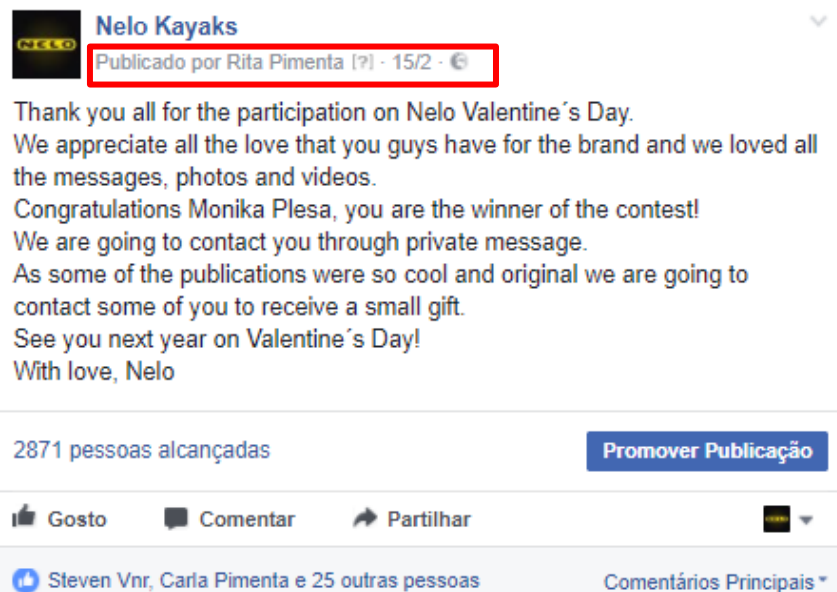 NELO
Nelo Kayaks
Publicado por Rita Pimenta [?] · 15/2 ·
Thank you all for the participation on Nelo Valentine´s Day.
We appreciate all the love that you guys have for the brand and we loved all
the messages, photos and videos.
Congratulations Monika Plesa, you are the winner of the contest!
We are going to contact you through private message.
As some of the publications were so cool and original we are going to
contact some of you to receive a small gift.
See you next year on Valentine´s Day!
With love, Nelo
2871 pessoas alcançadas
Promover Publicação
Gosto Comentar Partilhar
Steven Vnr, Carla Pimenta e 25 outras pessoas
Comentários Principais